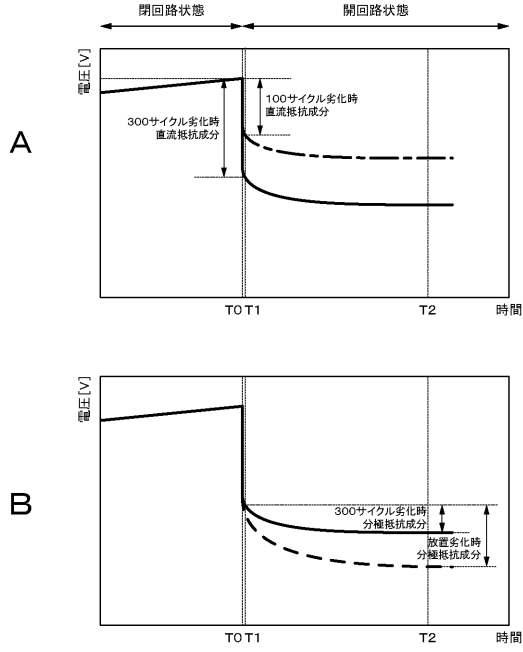 閉回路状態
開回路状態
電圧[V]
A
100サイクル劣化時
直流抵抗成分
300サイクル劣化時
直流抵抗成分
T0 T1
T2
時間
電圧[V]
B
300サイクル劣化時
分極抵抗成分
放置劣化時
分極抵抗成分
T0 T1
T2
時間